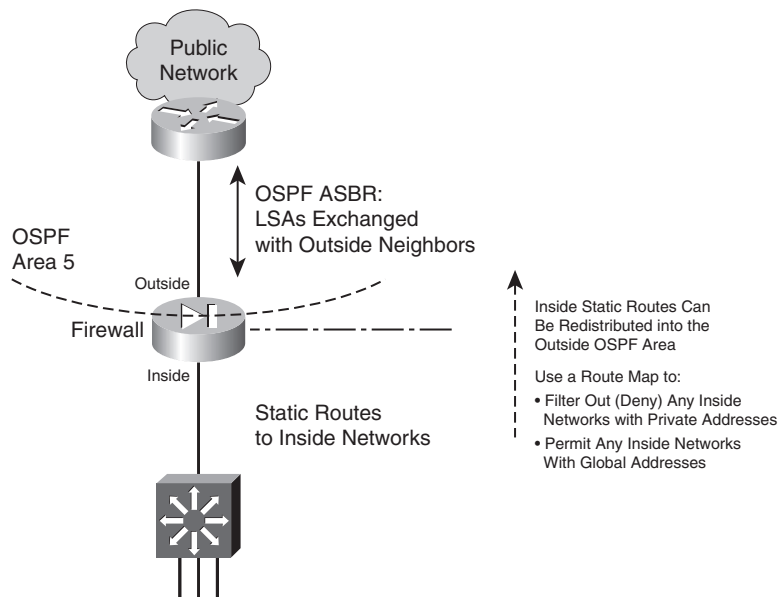 Public
Network
OSPF ASBR:
LSAs Exchanged
with Outside Neighbors
OSPF
Area 5
Outside
Firewall
Inside
Static Routes
to Inside Networks
Inside Static Routes Can
Be Redistributed into the
Outside OSPF Area
Use a Route Map to:
• Filter Out (Deny) Any Inside
Networks with Private Addresses
• Permit Any Inside Networks
With Global Addresses